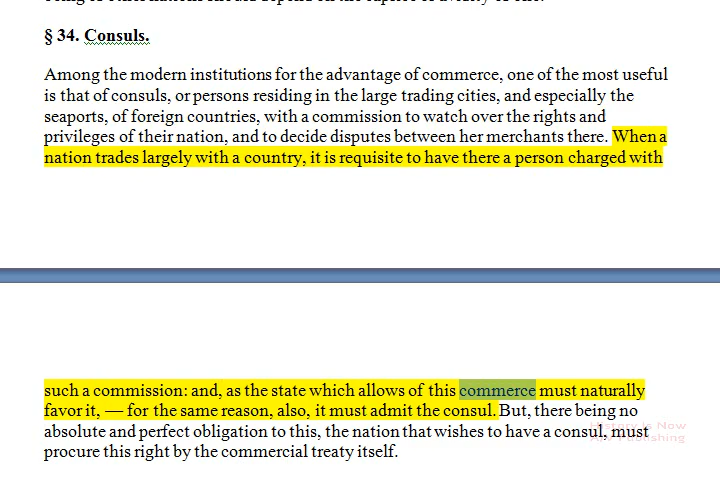 § 34. Consuls.
Among the modern institutions for the advantage of commerce, one of the most useful
is that of consuls, or persons residing in the large trading cities, and especially the
seaports, of foreign countries, with a commission to watch over the rights and
privileges of their nation, and to decide disputes between her merchants there. When a
nation trades largely with a country, it is requisite to have there a person charged with
such a commission: and, as the state which allows of this commerce must naturally
favor it, — for the same reason, also, it must admit the consul. But, there being no
absolute and perfect obligation to this, the nation that wishes to have a consul, must
procure this right by the commercial treaty itself.
History Is Now
Publishing